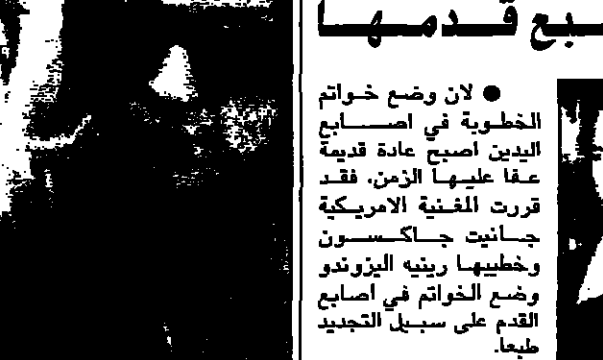 قدمها
● لان وضع خواتم
الخطوبة في اصابع
اليدين اصبح عادة قديمة
عفا عليها الزمن، فقد
قررت المغنية الامريكية
جانيت جاكسون
وخطيبها رينيه اليزوندو
وضع الخواتم في اصابع
القدم على سبيل التجديد
طبعا.